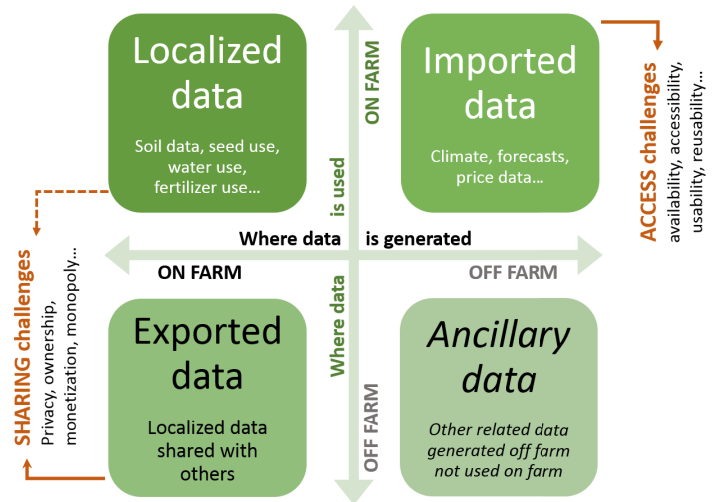 Localized
data
Soil data, seed use,
water use,
fertilizer use…
ON FARM
is used
Imported
data
Climate, forecasts,
price data…
ACCESS challenges
availability, accessibility,
usability, reusability…
Where data is generated
ON FARM
OFF FARM
SHARING challenges
Privacy, ownership,
monetization, monopoly…
Exported
data
Localized data
shared with
others
Where data
OFF FARM
Ancillary
data
Other related data
generated off farm
not used on farm